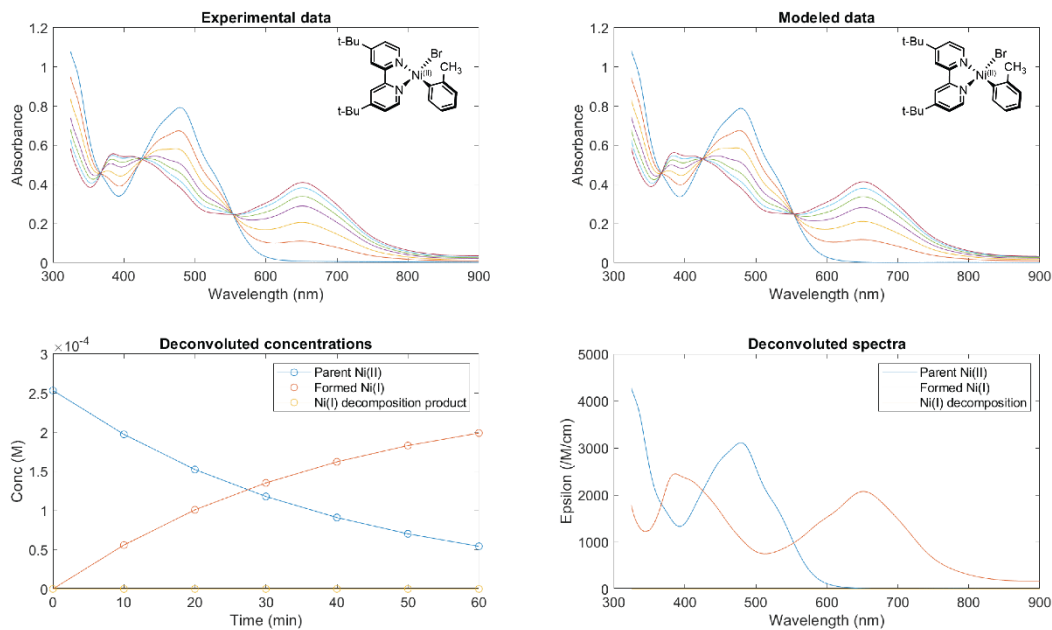 Experimental data
1.2
1
0.8
0.6
0.4
0.2
0
Absorbance
300
400
500
600
700
800
900
Wavelength (nm)
t-Bu
N
Ni(II)
Br
CH3
N
t-Bu
Modeled data
1.2
1
0.8
0.6
0.4
0.2
0
Absorbance
300
400
500
600
700
800
900
Wavelength (nm)
t-Bu
N
Ni(II)
Br
CH3
N
t-Bu
Deconvoluted concentrations
×10-4
3
2.5
2
1.5
1
0.5
0
Conc (M)
0
10
20
30
40
50
60
Time (min)
Parent Ni(II)
Formed Ni(I)
Ni(I) decomposition product
Deconvoluted spectra
5000
4000
3000
2000
1000
0
Epsilon (/M/cm)
300
400
500
600
700
800
900
Wavelength (nm)
Parent Ni(II)
Formed Ni(I)
Ni(I) decomposition